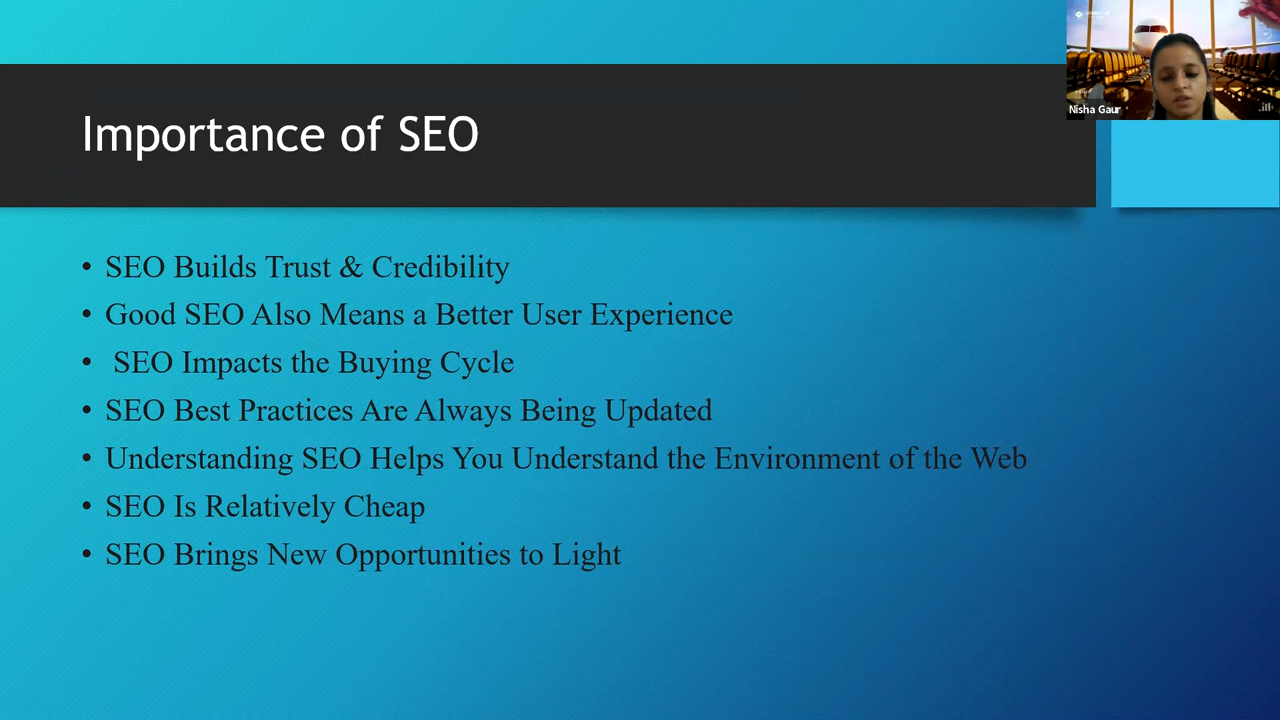 Importance of SEO
Nisha Gaur
• SEO Builds Trust & Credibility
• Good SEO Also Means a Better User Experience
• SEO Impacts the Buying Cycle
• SEO Best Practices Are Always Being Updated
• Understanding SEO Helps You Understand the Environment of the Web
• SEO Is Relatively Cheap
• SEO Brings New Opportunities to Light